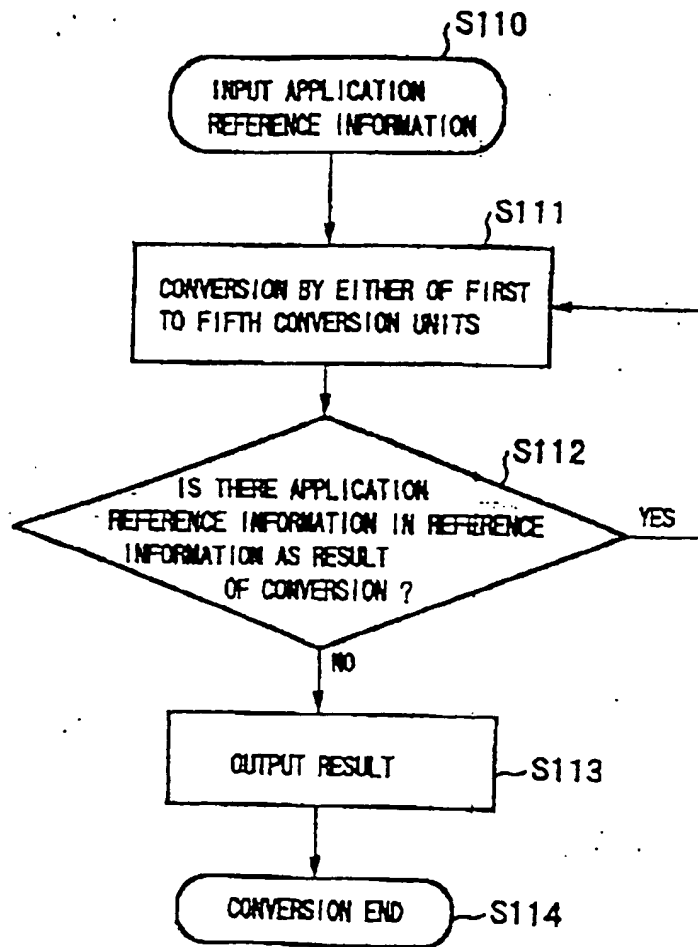 S110
INPUT APPLICATION
REFERENCE INFORMATION
S111
CONVERSION BY EITHER OF FIRST
TO FIFTH CONVERSION UNITS
S112
IS THERE APPLICATION
REFERENCE INFORMATION IN REFERENCE
INFORMATION AS RESULT
OF CONVERSION ?
YES
NO
OUTPUT RESULT
S113
CONVERSION END
S114